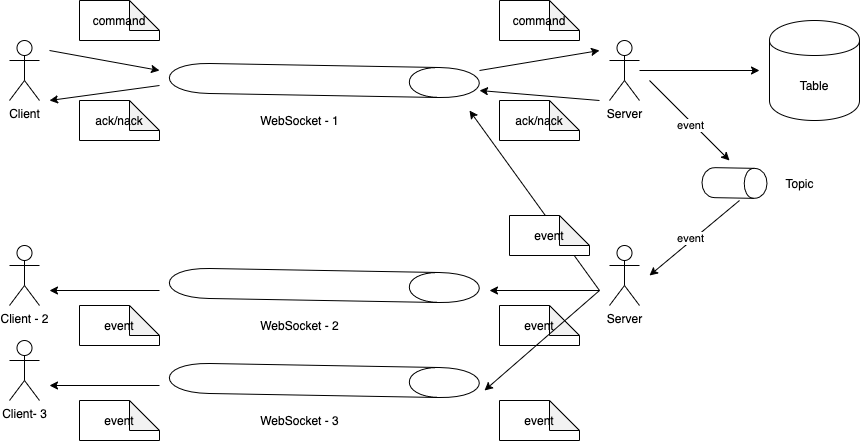 command
command
Client
WebSocket - 1
Server
Table
ack/nack
ack/nack
event
Topic
event
event
Client - 2
WebSocket - 2
Server
event
event
Client- 3
WebSocket - 3
event
event